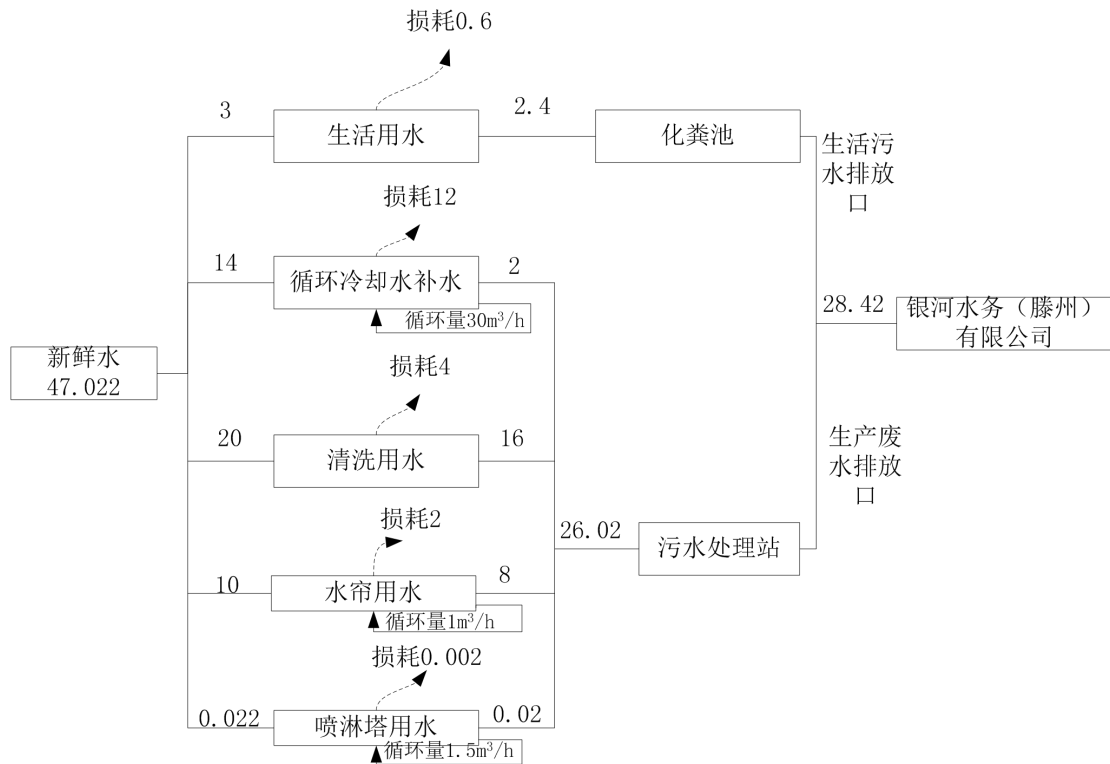 损耗0.6
3
生活用水
2.4
化粪池
生活污
水排放
口
损耗12
14
循环冷却水补水
2
循环量30m³/h
28.42
银河水务（滕州）
有限公司
新鲜水
47.022
损耗4
20
清洗用水
16
生产废
水排放
口
损耗2
26.02
污水处理站
10
水帘用水
8
循环量1m³/h
损耗0.002
0.022
喷淋塔用水
0.02
循环量1.5m³/h